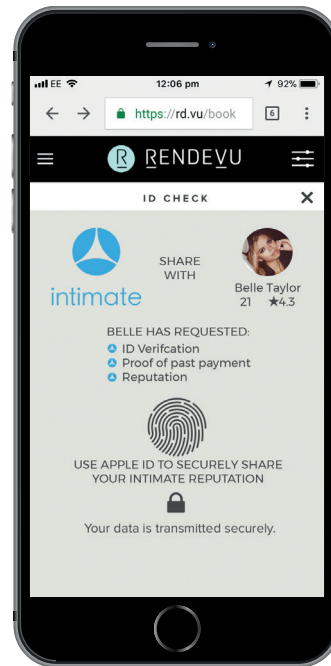 EE 12:06 pm 92%
https://rd.vu/book 6
R RENDEVU
ID CHECK
SHARE
WITH
intimate
Belle Taylor
21 ★4.3
BELLE HAS REQUESTED:
ID Verifcation
Proof of past payment
Reputation
USE APPLE ID TO SECURELY SHARE
YOUR INTIMATE REPUTATION
Your data is transmitted securely.